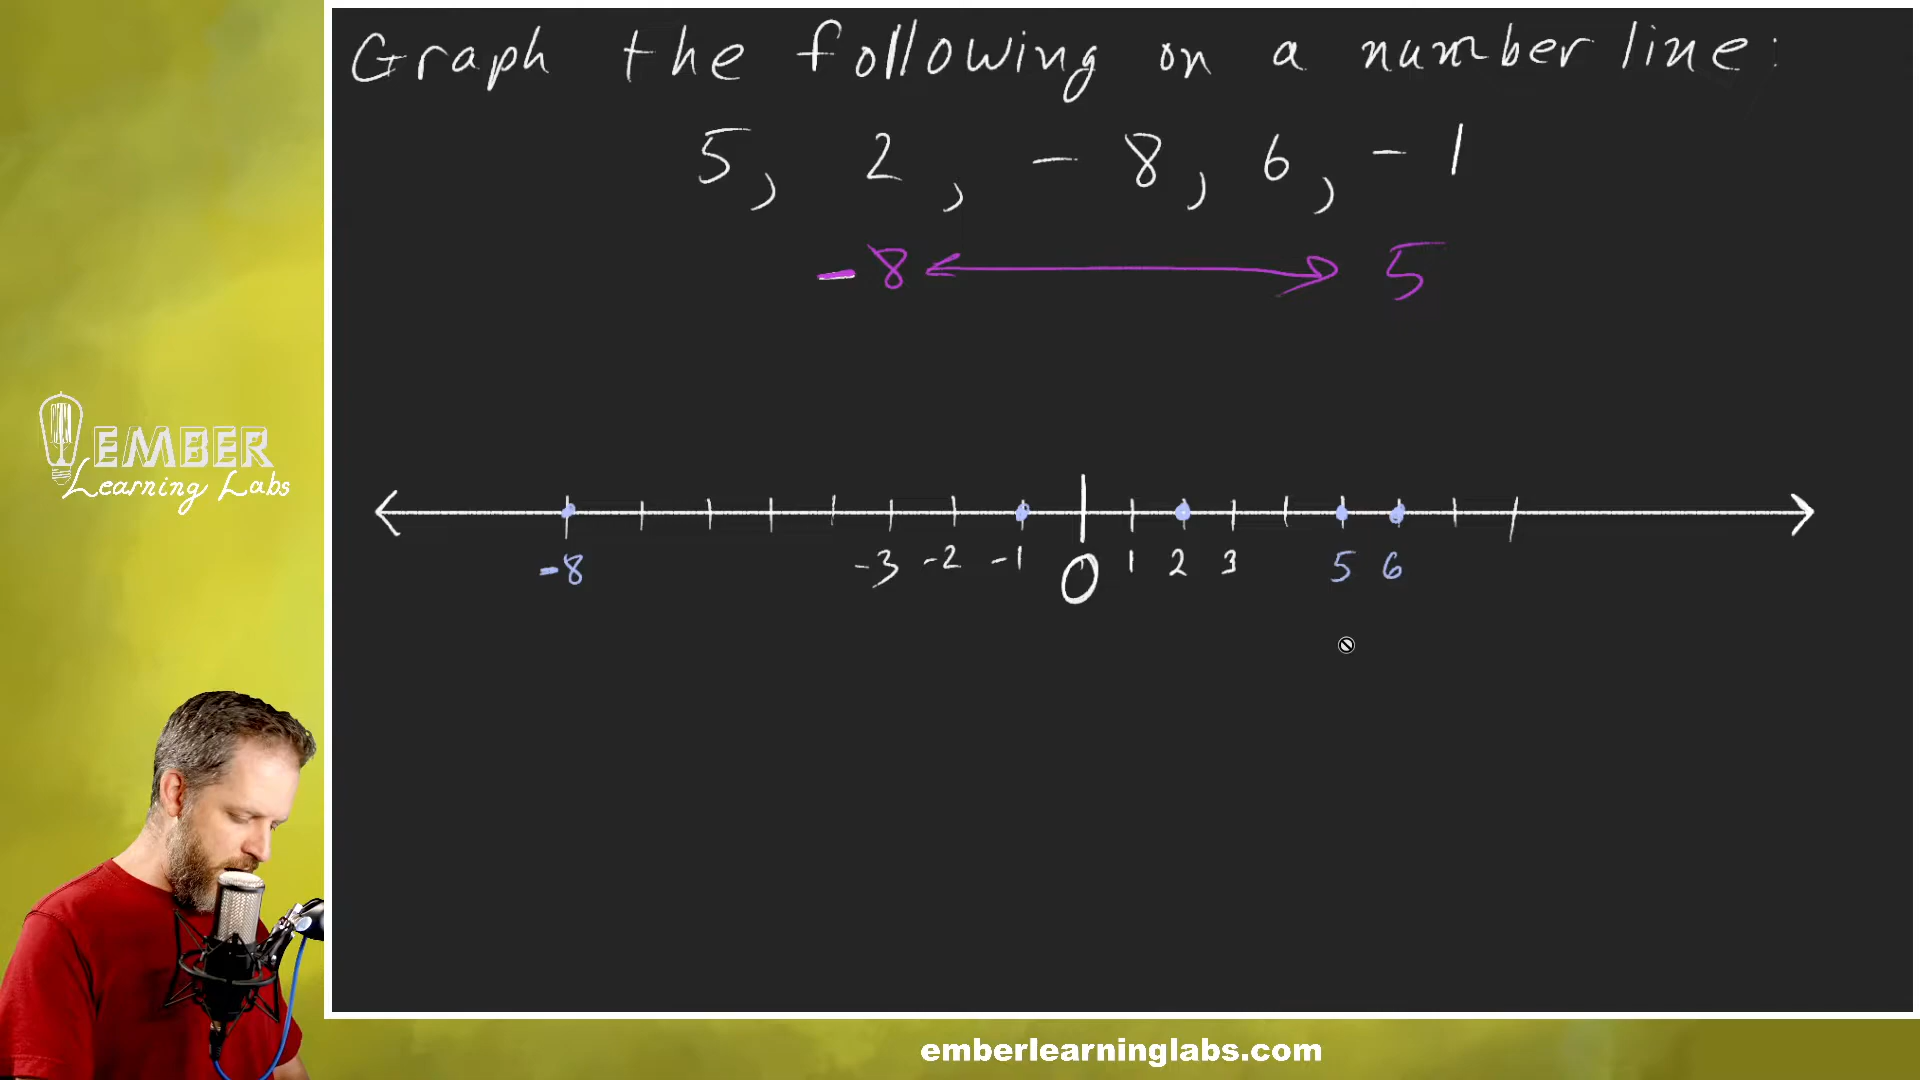 Graph the following on a number line:
5, 2, -8, 6, -1
-8 5
EMBER
Learning Labs
-8 -3 -2 -1 0 1 2 3 5 6
emberlearninglabs.com